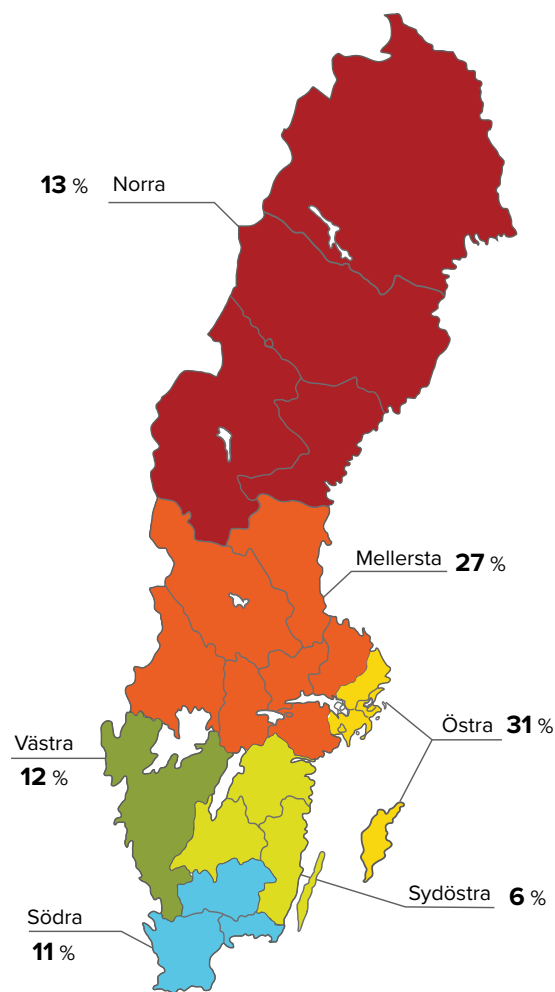 13 % Norra
Mellersta 27 %
Östra 31 %
Västra
12 %
Sydöstra 6 %
Södra
11 %